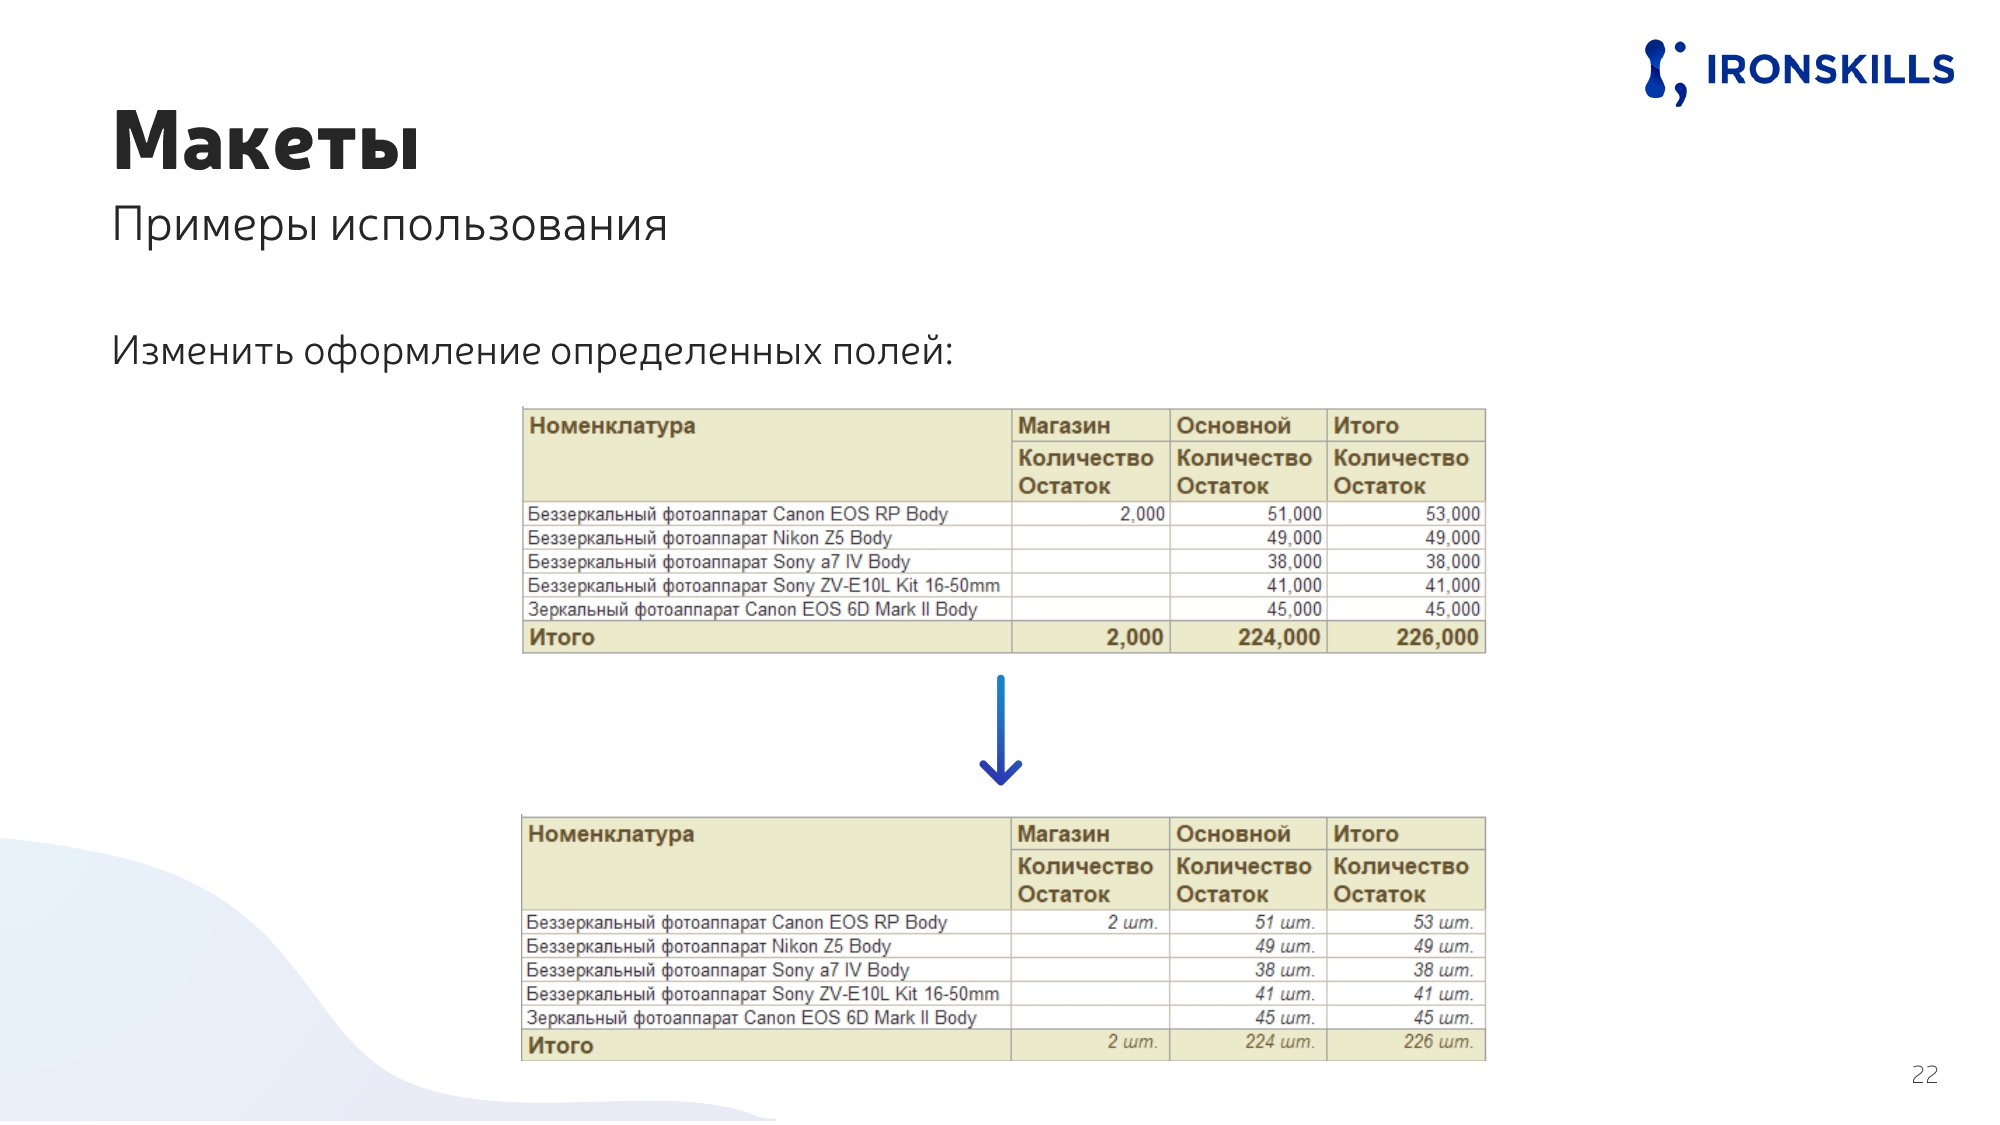 IRONSKILLS
Макеты
Примеры использования
Изменить оформление определенных полей:
Номенклатура Магазин Основной Итого
Количество Количество Количество
Остаток Остаток Остаток
Беззеркальный фотоаппарат Canon EOS RP Body 2,000 51,000 53,000
Беззеркальный фотоаппарат Nikon Z5 Body 49,000 49,000
Беззеркальный фотоаппарат Sony a7 IV Body 38,000 38,000
Беззеркальный фотоаппарат Sony ZV-E10L Kit 16-50mm 41,000 41,000
Зеркальный фотоаппарат Canon EOS 6D Mark II Body 45,000 45,000
Итого 2,000 224,000 226,000
Номенклатура Магазин Основной Итого
Количество Количество Количество
Остаток Остаток Остаток
Беззеркальный фотоаппарат Canon EOS RP Body 2 шт. 51 шт. 53 шт.
Беззеркальный фотоаппарат Nikon Z5 Body 49 шт. 49 шт.
Беззеркальный фотоаппарат Sony a7 IV Body 38 шт. 38 шт.
Беззеркальный фотоаппарат Sony ZV-E10L Kit 16-50mm 41 шт. 41 шт.
Зеркальный фотоаппарат Canon EOS 6D Mark II Body 45 шт. 45 шт.
Итого 2 шт. 224 шт. 226 шт.
22